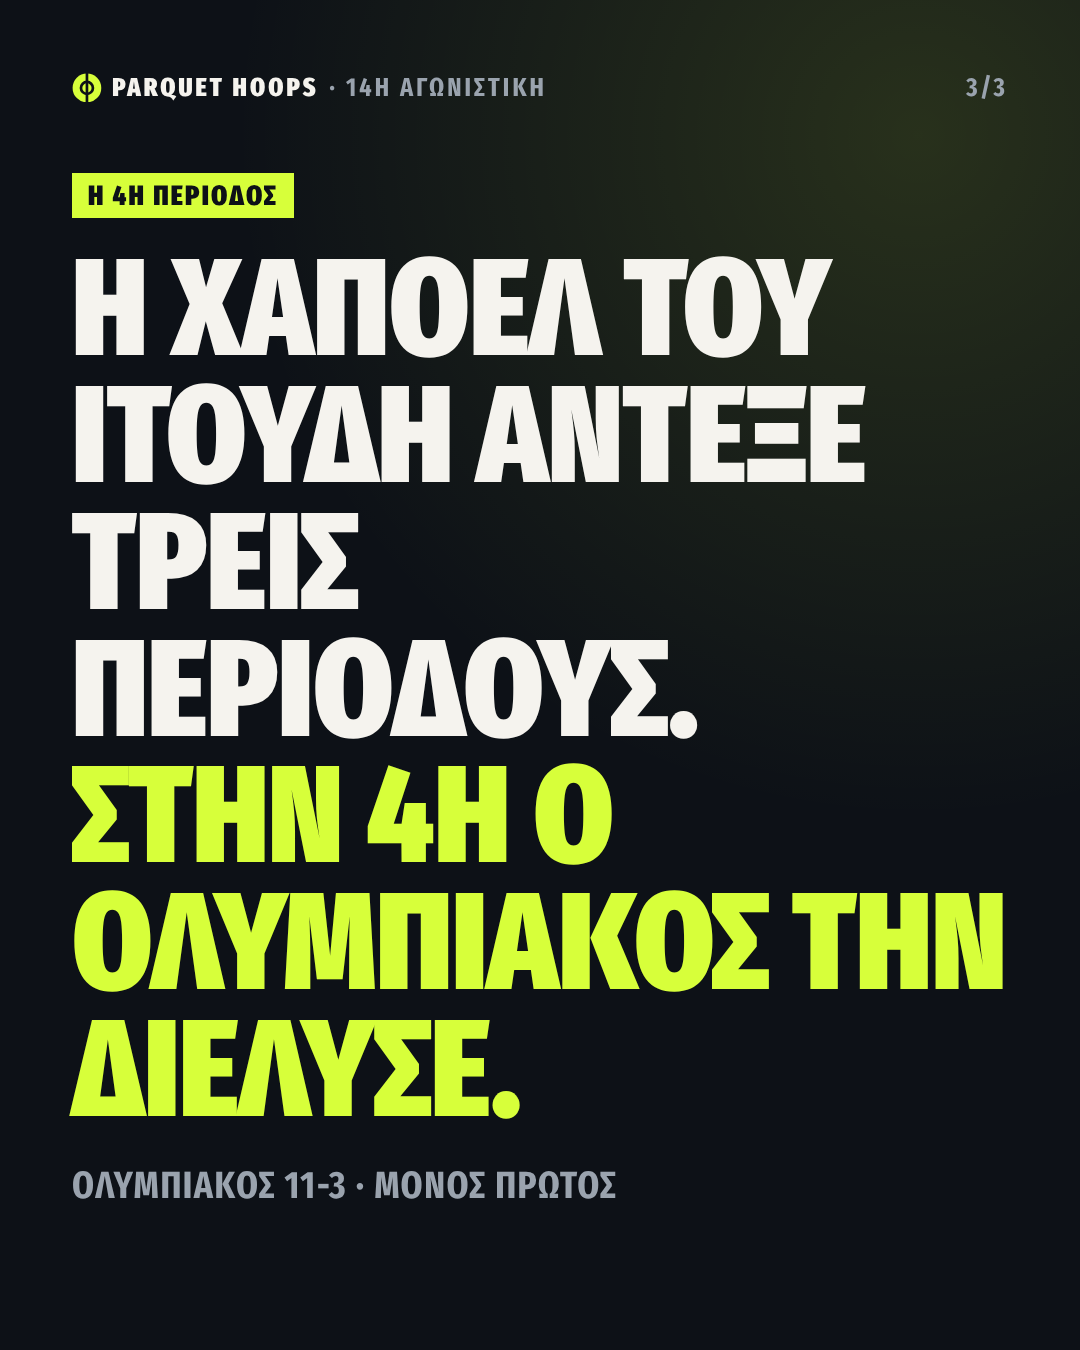 PARQUET HOOPS · 14Η ΑΓΩΝΙΣΤΙΚΗ 3/3
Η 4Η ΠΕΡΙΟΔΟΣ
Η ΧΑΠΟΕΛ ΤΟΥ
ΙΤΟΥΔΗ ΑΝΤΕΞΕ
ΤΡΕΙΣ
ΠΕΡΙΟΔΟΥΣ.
ΣΤΗΝ 4Η Ο
ΟΛΥΜΠΙΑΚΟΣ ΤΗΝ
ΔΙΕΛΥΣΕ.
ΟΛΥΜΠΙΑΚΟΣ 11-3 · ΜΟΝΟΣ ΠΡΩΤΟΣ